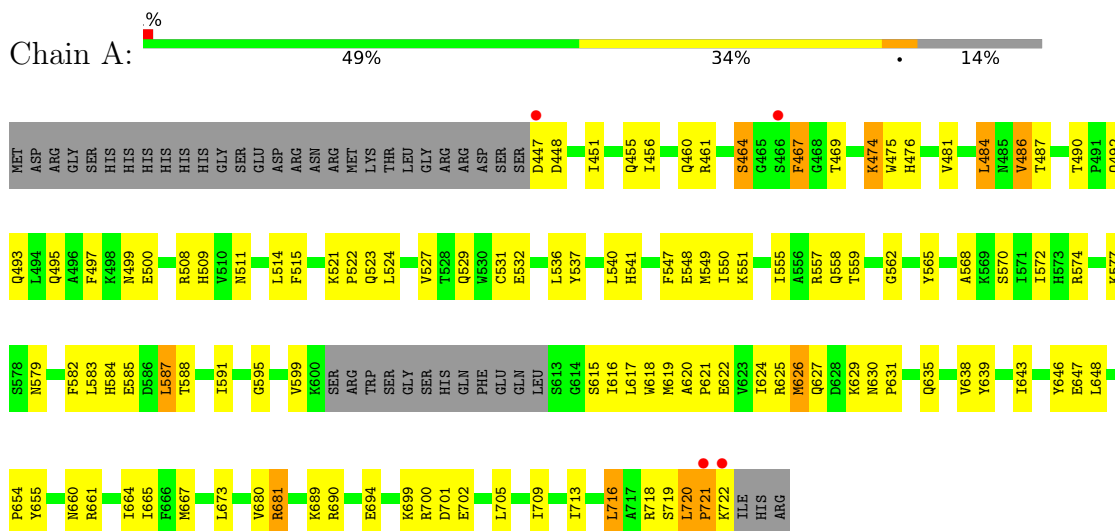 .%
Chain A:
49% 34% • 14%
MET ASP ARG GLY SER HIS HIS HIS HIS HIS HIS GLY SER GLU ASP ARG ASN ARG MET LYS THR LEU GLY ARG ARG ASP SER SER D447 D448 I451 Q455 I456 Q460 R461 S464 G465 S466 F467 G468 T469 K474 W475 H476 V481 L484 N485 V486 T487 T490 P491
Q493 L494 Q495 A496 F497 K498 N499 E500 R508 H509 V510 N511 L514 F515 K521 P522 Q523 L524 V527 T528 Q529 W530 C531 E532 L536 Y537 L540 H541 F547 E548 M549 I550 K551 I555 A556 R557 Q558 T559 G562 Y565 A568 K569 S570 I571 I572 H573 R574 K577
S578 N579 F582 L583 H584 E585 D586 L587 T588 I591 G595 V599 K600 SER ARG TRP SER GLY SER HIS GLN PHE GLU GLN LEU S613 G614 S615 I616 L617 W618 M619 A620 P621 E622 V623 I624 R625 M626 Q627 D628 K629 N630 P631 Q635 V638 Y639 I643 Y646 E647 L648
P654 Y655 N660 R661 I664 I665 F666 M667 L673 V680 R681 K689 R690 E694 K699 R700 D701 E702 L705 I709 I713 L716 A717 R718 S719 L720 P721 K722 ILE HIS ARG